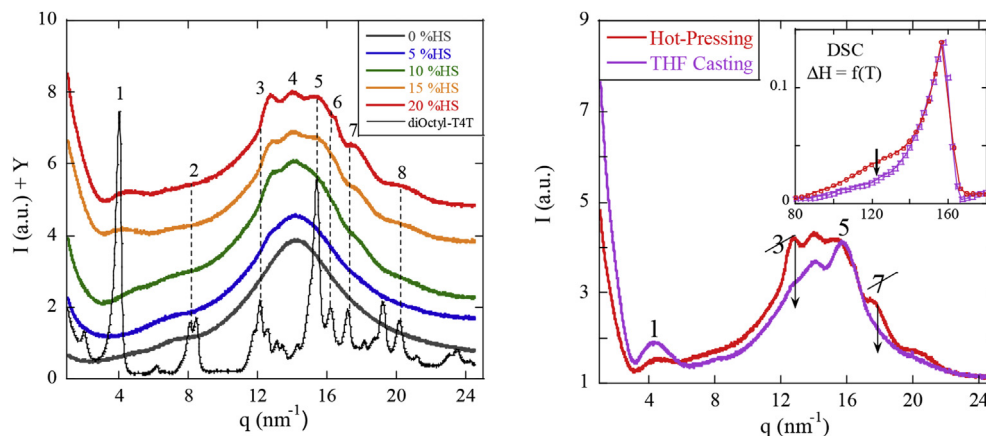 10
8
6
4
2
0
I (a.u.) + Y
4 8 12 16 20 24
q (nm⁻¹)
1
2
3
4
5
6
7
8
0 %HS
5 %HS
10 %HS
15 %HS
20 %HS
diOctyl-T4T
9
7
5
3
1
I (a.u.)
4 8 12 16 20 24
q (nm⁻¹)
Hot-Pressing
THF Casting
1
3
5
7
DSC
ΔH = f(T)
0.1
80 120 160